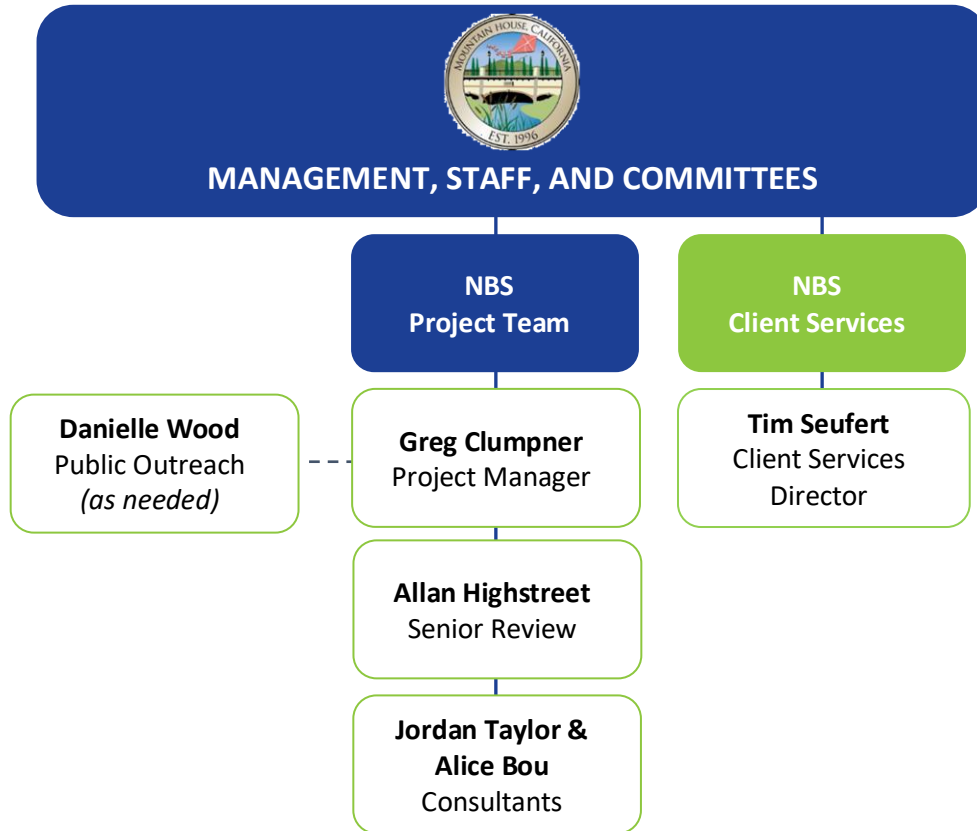 MOUNTAIN HOUSE, CALIFORNIA
EST. 1996
MANAGEMENT, STAFF, AND COMMITTEES
NBS
Project Team
NBS
Client Services
Danielle Wood
Public Outreach
(as needed)
Greg Clumpner
Project Manager
Tim Seufert
Client Services
Director
Allan Highstreet
Senior Review
Jordan Taylor &
Alice Bou
Consultants